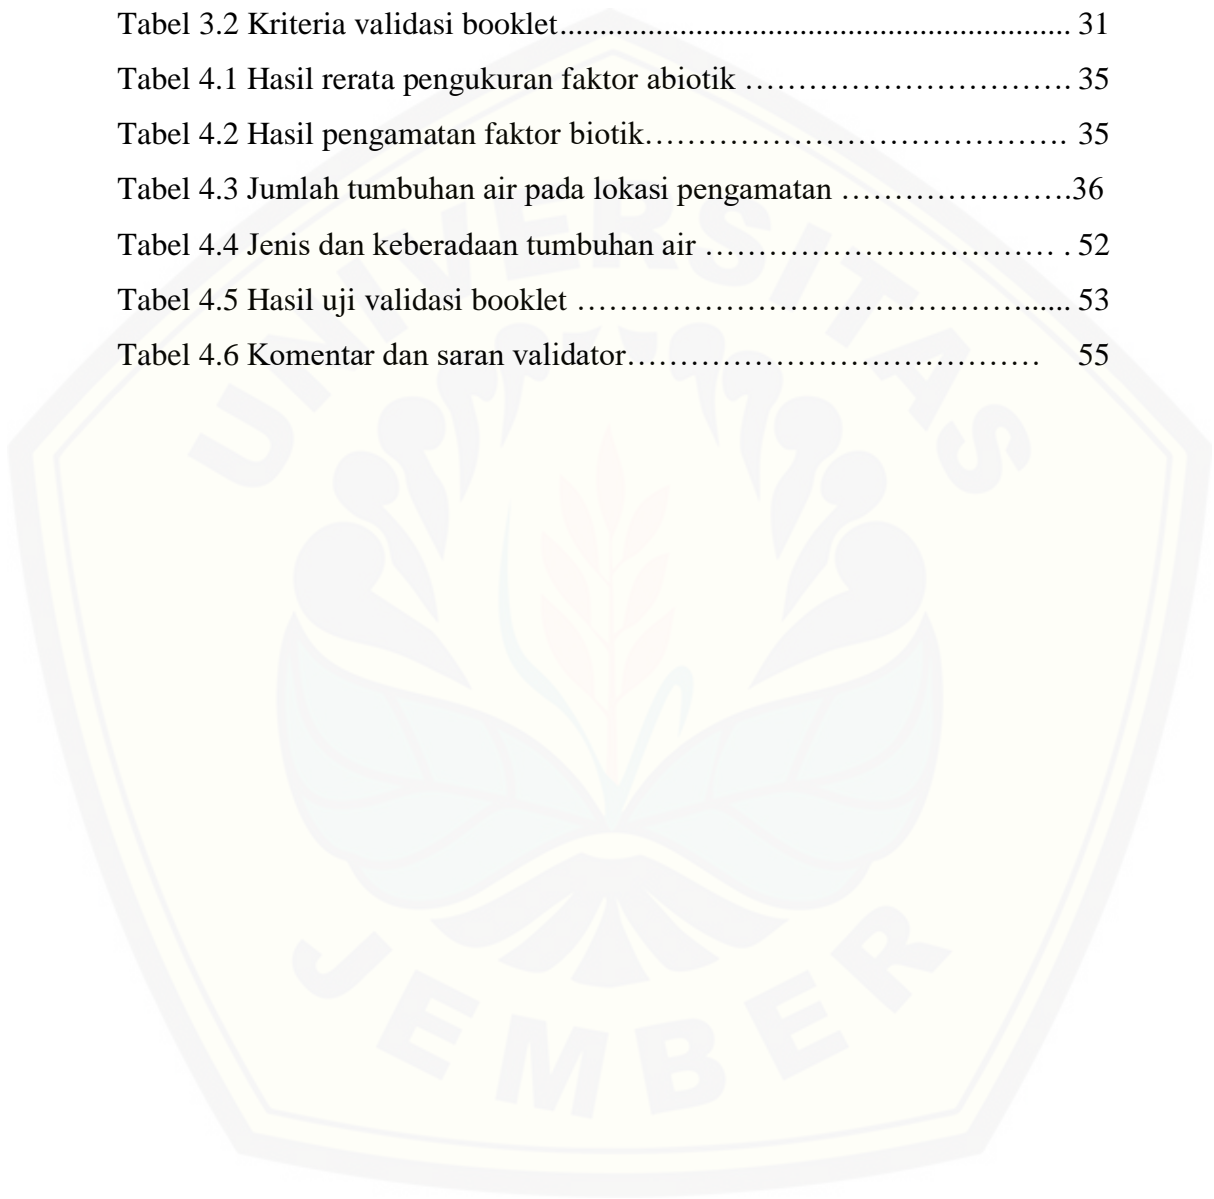 Tabel 3.2 Kriteria validasi booklet.................................................................. 31
Tabel 4.1 Hasil rerata pengukuran faktor abiotik ……………………………. 35
Tabel 4.2 Hasil pengamatan faktor biotik………………………………………. 35
Tabel 4.3 Jumlah tumbuhan air pada lokasi pengamatan …………………….36
Tabel 4.4 Jenis dan keberadaan tumbuhan air ………………………………… . 52
Tabel 4.5 Hasil uji validasi booklet …………………………………………...... 53
Tabel 4.6 Komentar dan saran validator……………………………………… 55
UNIVERSITAS
JEMBER